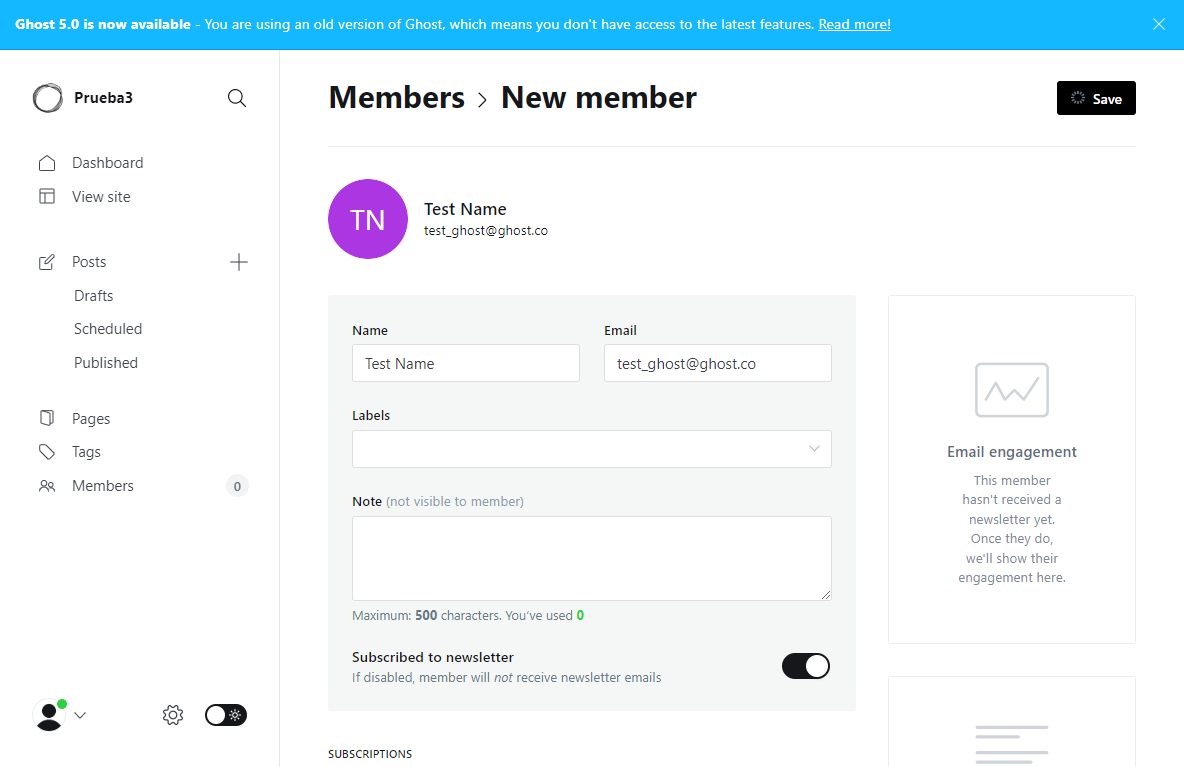 Ghost 5.0 is now available - You are using an old version of Ghost, which means you don't have access to the latest features. Read more!
Prueba3
Dashboard
View site
Posts
Drafts
Scheduled
Published
Pages
Tags
Members
0
Members > New member
Save
TN
Test Name
test_ghost@ghost.co
Name
Test Name
Email
test_ghost@ghost.co
Labels
Note (not visible to member)
Maximum: 500 characters. You’ve used 0
Subscribed to newsletter
If disabled, member will not receive newsletter emails
SUBSCRIPTIONS
Email engagement
This member
hasn't received a
newsletter yet.
Once they do,
we'll show their
engagement here.